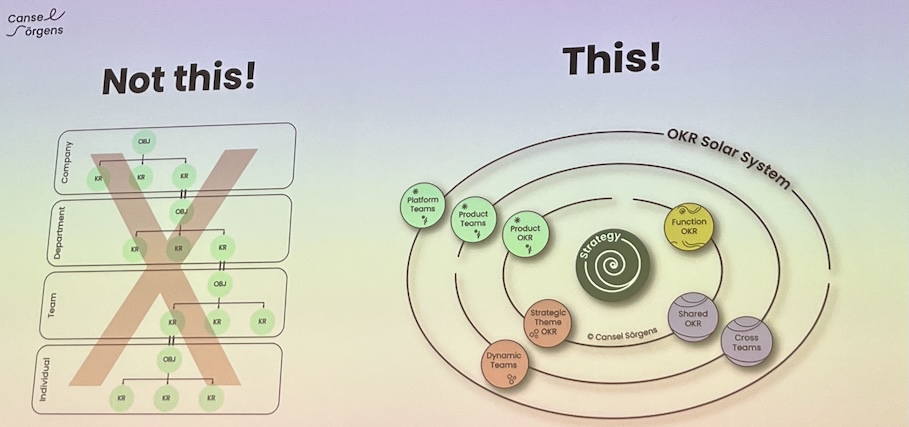 Cansel
Sörgens
Not this!
Company
OBJ
KR KR KR
Department
OBJ
KR KR KR
Team
OBJ
KR KR KR
Individual
OBJ
KR KR KR
This!
OKR Solar System
Platform
Teams
Product
Teams
Product
OKR
Strategy
Function
OKR
Strategic
Theme
OKR
Shared
OKR
© Cansel Sörgens
Dynamic
Teams
Cross
Teams